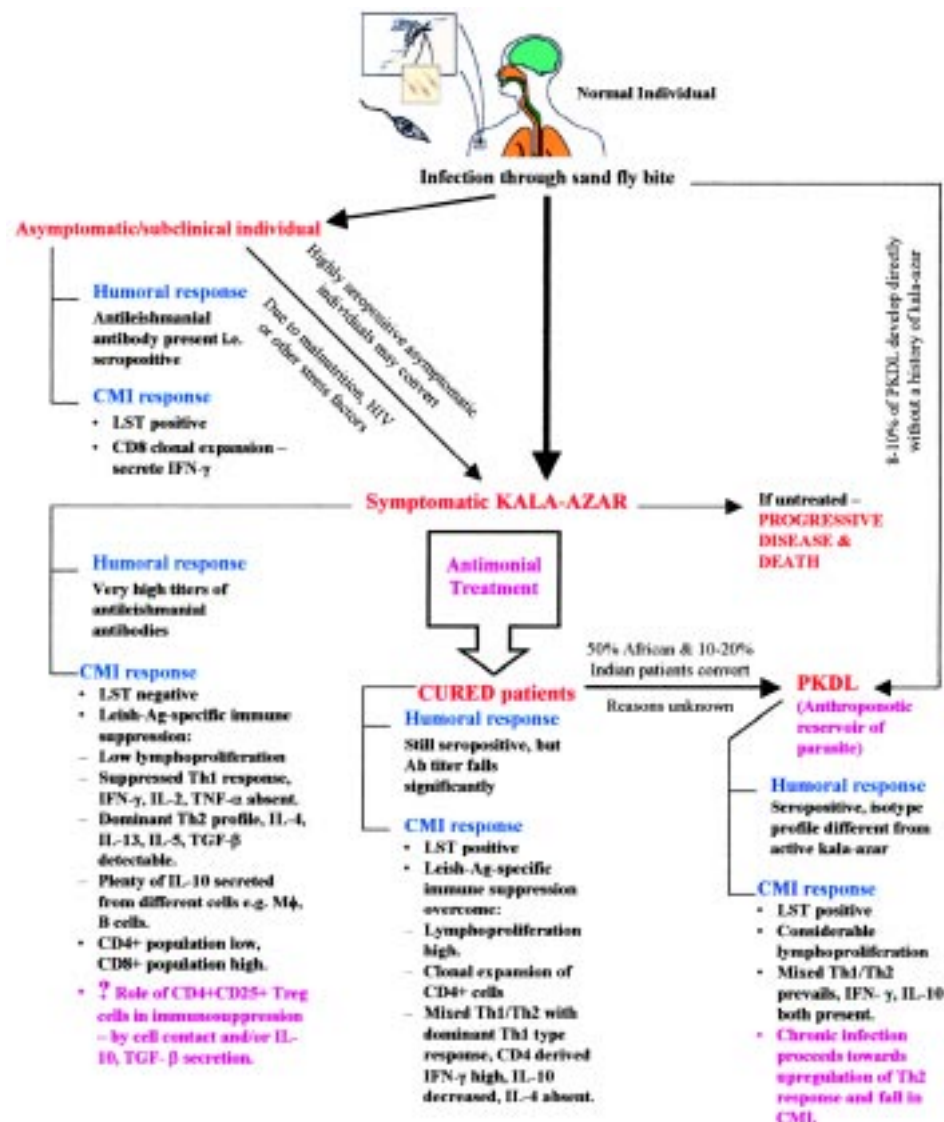 Normal Individual
Infection through sand fly bite
Asymptomatic/subclinical individual
Humoral response
Antileishmanial
antibody present i.e.
seropositive
CMI response
• LST positive
• CD8 clonal expansion –
secrete IFN-γ
Highly seropositive asymptomatic
individuals may convert
Due to malnutrition, HIV
or other stress factors
8-10% of PKDL develop directly
without a history of kala-azar
Symptomatic KALA-AZAR
If untreated –
PROGRESSIVE
DISEASE &
DEATH
Antimonial
Treatment
Humoral response
Very high titers of
antileishmanial
antibodies
CMI response
• LST negative
• Leish-Ag-specific immune
suppression:
– Low lymphoproliferation
– Suppressed Th1 response,
IFN-γ, IL-2, TNF-α absent.
– Dominant Th2 profile, IL-4,
IL-13, IL-5, TGF-β
detectable.
– Plenty of IL-10 secreted
from different cells e.g. Mϕ,
B cells.
• CD4+ population low,
CD8+ population high.
• ? Role of CD4+CD25+ Treg
cells in immunosuppression
– by cell contact and/or IL-
10, TGF- β secretion.
50% African & 10-20%
Indian patients convert
Reasons unknown
CURED patients
Humoral response
Still seropositive, but
Ab titer falls
significantly
CMI response
• LST positive
• Leish-Ag-specific
immune suppression
overcome:
– Lymphoproliferation
high.
– Clonal expansion of
CD4+ cells
– Mixed Th1/Th2 with
dominant Th1 type
response, CD4 derived
IFN-γ high, IL-10
decreased, IL-4 absent.
PKDL
(Anthroponotic
reservoir of
parasite)
Humoral response
Seropositive, isotype
profile different from
active kala-azar
CMI response
• LST positive
• Considerable
lymphoproliferation
• Mixed Th1/Th2
prevails, IFN- γ, IL-10
both present.
• Chronic infection
proceeds towards
upregulation of Th2
response and fall in
CMI.